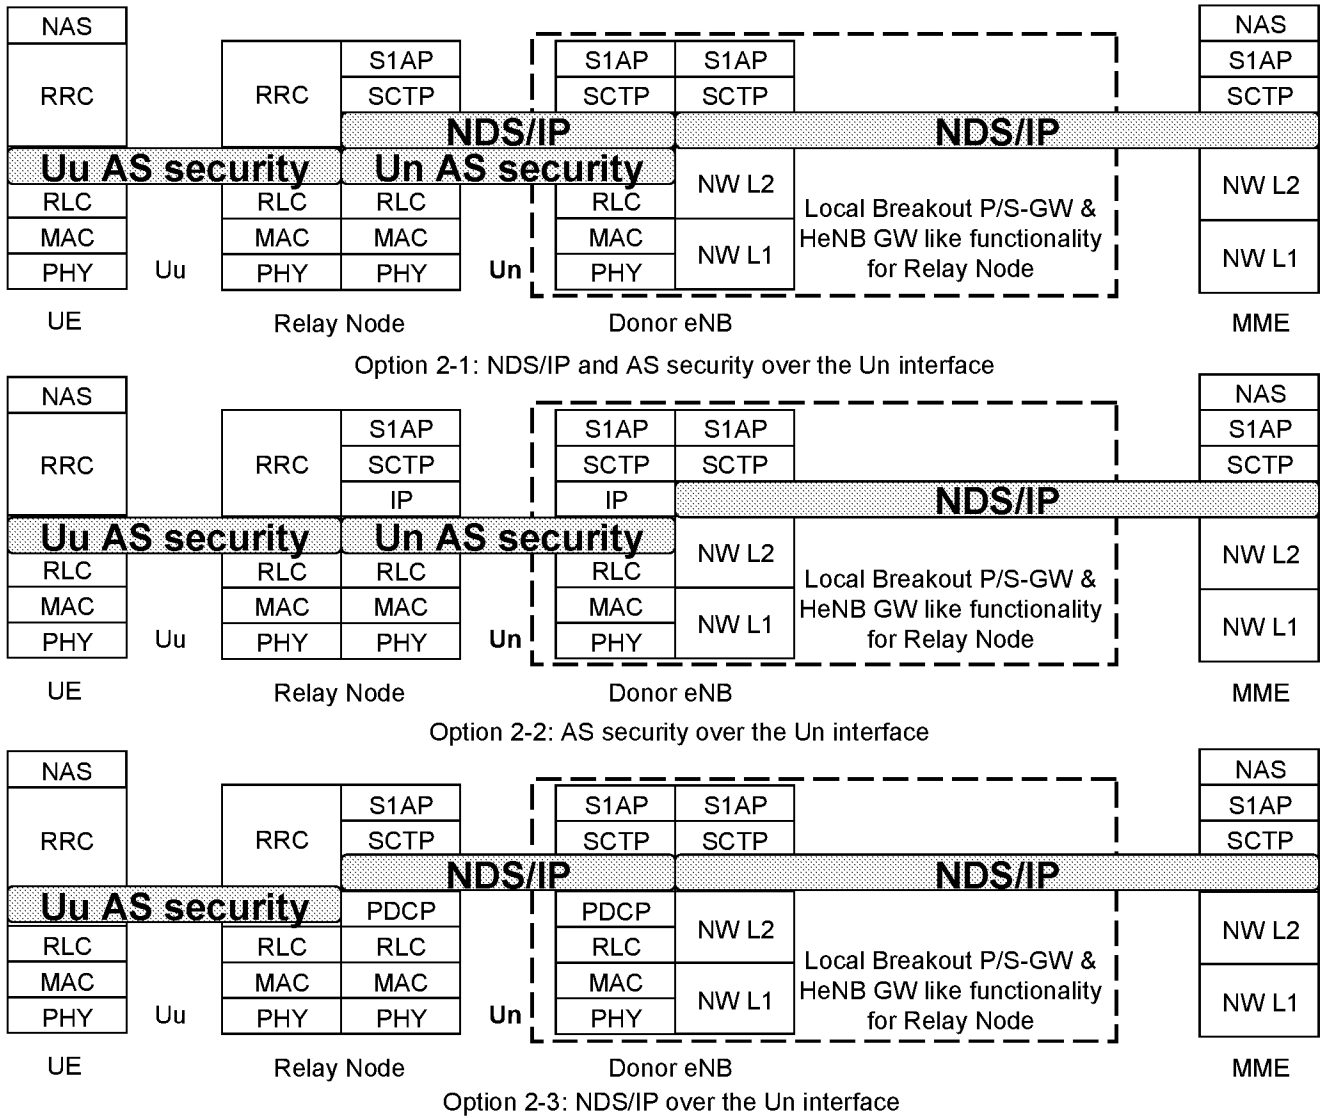 NAS
NAS
S1AP
S1AP
S1AP
S1AP
RRC
RRC
SCTP
SCTP
SCTP
SCTP
NDS/IP
NDS/IP
Uu AS security
Un AS security
NW L2
NW L2
RLC
RLC
RLC
RLC
Local Breakout P/S-GW &
MAC
MAC
MAC
MAC
HeNB GW like functionality
NW L1
NW L1
PHY
Uu
PHY
PHY
Un
PHY
for Relay Node
UE
Relay Node
Donor eNB
MME
Option 2-1: NDS/IP and AS security over the Un interface
NAS
NAS
S1AP
S1AP
S1AP
S1AP
RRC
RRC
SCTP
SCTP
SCTP
SCTP
IP
IP
NDS/IP
Uu AS security
Un AS security
NW L2
NW L2
RLC
RLC
RLC
RLC
Local Breakout P/S-GW &
MAC
MAC
MAC
MAC
HeNB GW like functionality
NW L1
NW L1
PHY
Uu
PHY
PHY
Un
PHY
for Relay Node
UE
Relay Node
Donor eNB
MME
Option 2-2: AS security over the Un interface
NAS
NAS
S1AP
S1AP
S1AP
S1AP
RRC
RRC
SCTP
SCTP
SCTP
SCTP
NDS/IP
NDS/IP
Uu AS security
PDCP
PDCP
NW L2
NW L2
RLC
RLC
RLC
RLC
Local Breakout P/S-GW &
MAC
MAC
MAC
MAC
HeNB GW like functionality
NW L1
NW L1
PHY
Uu
PHY
PHY
Un
PHY
for Relay Node
UE
Relay Node
Donor eNB
MME
Option 2-3: NDS/IP over the Un interface